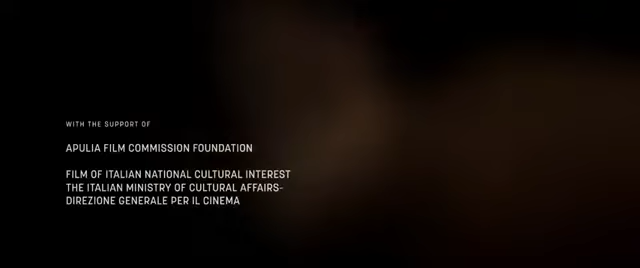 WITH THE SUPPORT OF
APULIA FILM COMMISSION FOUNDATION
FILM OF ITALIAN NATIONAL CULTURAL INTEREST
THE ITALIAN MINISTRY OF CULTURAL AFFAIRS-
DIREZIONE GENERALE PER IL CINEMA